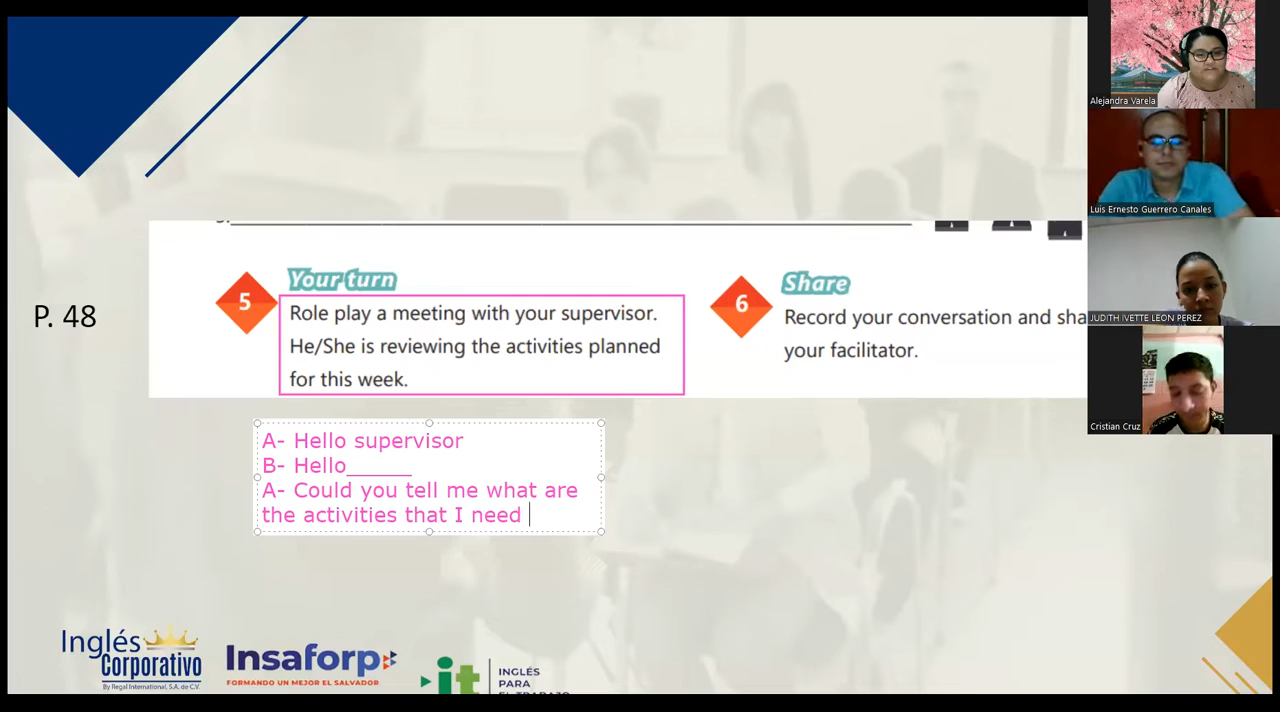 P. 48
5
Your turn
Role play a meeting with your supervisor.
He/She is reviewing the activities planned
for this week.
6
Share
Record your conversation and sha
your facilitator.
A- Hello supervisor
B- Hello_____
A- Could you tell me what are
the activities that I need
Alejandra Varela
Luis Ernesto Guerrero Canales
JUDITH IVETTE LEON PEREZ
Cristian Cruz
Inglés
Corporativo
By Regal International, S.A. de C.V.
Insaforp
FORMANDO UN MEJOR EL SALVADOR
it
INGLÉS
PARA